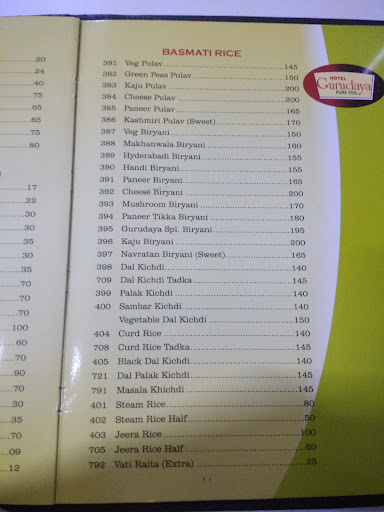 20
24
40
75
65
65
75
80
17
22
30
35
30
35
70
70
100
60
70
90
70
30
35
70
.09
12
BASMATI RICE
381 Veg Pulav 145
382 Green Peas Pulav 150
383 Kaju Pulav 200
384 Cheese Pulav 200
385 Paneer Pulav 165
386 Kashmiri Pulav (Sweet) 170
387 Veg Biryani 150
388 Makhanwala Biryani 160
389 Hyderabadi Biryani 155
390 Handi Biryani 155
391 Paneer Biryani 165
392 Cheese Biryani 200
393 Mushroom Biryani 170
394 Paneer Tikka Biryani 180
395 Gurudaya Spl. Biryani 195
396 Kaju Biryani 200
397 Navratan Biryani (Sweet) 165
398 Dal Kichdi 140
709 Dal Kichdi Tadka 145
399 Palak Kichdi 140
400 Sambar Kichdi 140
Vegetable Dal Kichdi 150
404 Curd Rice 140
708 Curd Rice Tadka 145
405 Black Dal Kichdi 140
721 Dal Palak Kichdi 145
791 Masala Khichdi 145
401 Steam Rice 80
402 Steam Rice Half 50
403 Jeera Rice 100
705 Jeera Rice Half 60
792 Vati Raita (Extra) 25
11
HOTEL
Gurudaya
PURE VEG.